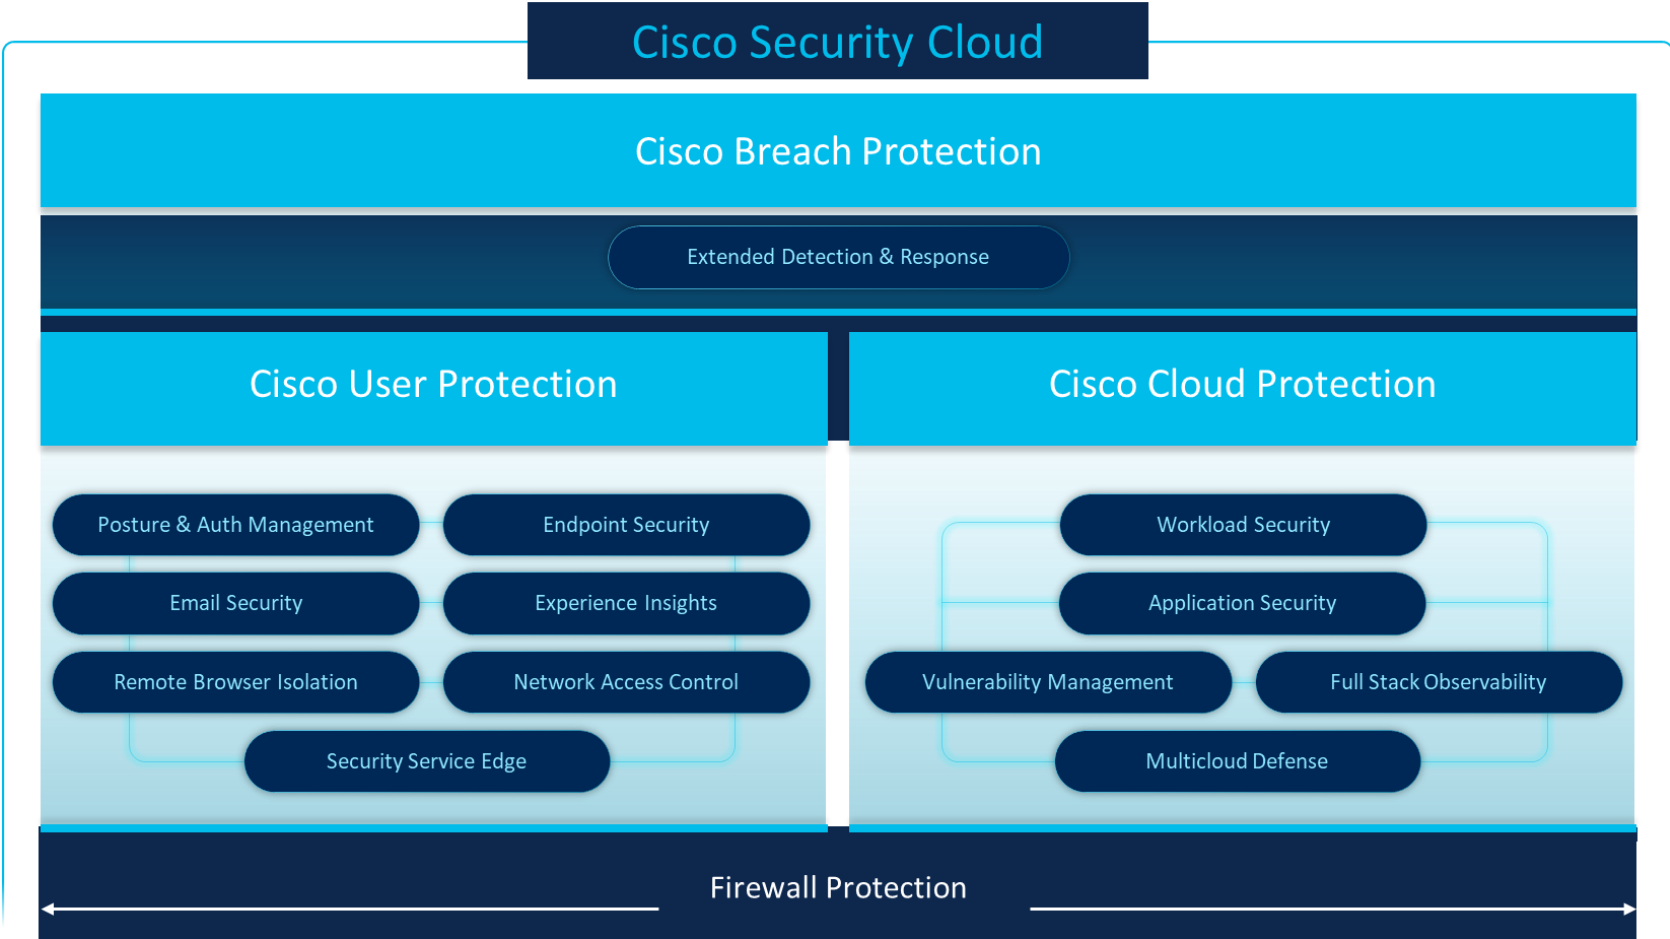 Cisco Security Cloud
Cisco Breach Protection
Extended Detection & Response
Cisco User Protection
Posture & Auth Management
Endpoint Security
Email Security
Experience Insights
Remote Browser Isolation
Network Access Control
Security Service Edge
Cisco Cloud Protection
Workload Security
Application Security
Vulnerability Management
Full Stack Observability
Multicloud Defense
Firewall Protection